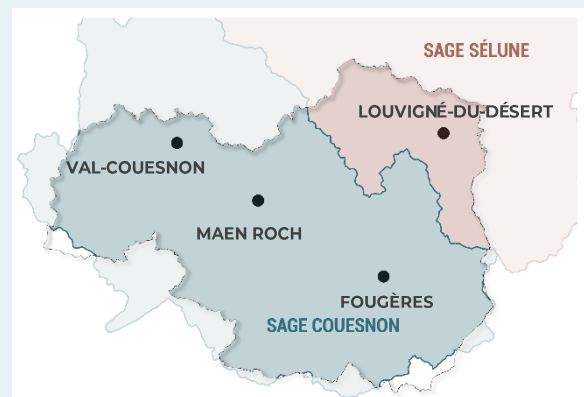 SAGE SÉLUNE
LOUVIGNÉ-DU-DÉSERT
VAL-COUESNON
MAEN ROCH
FOUGÈRES
SAGE COUESNON